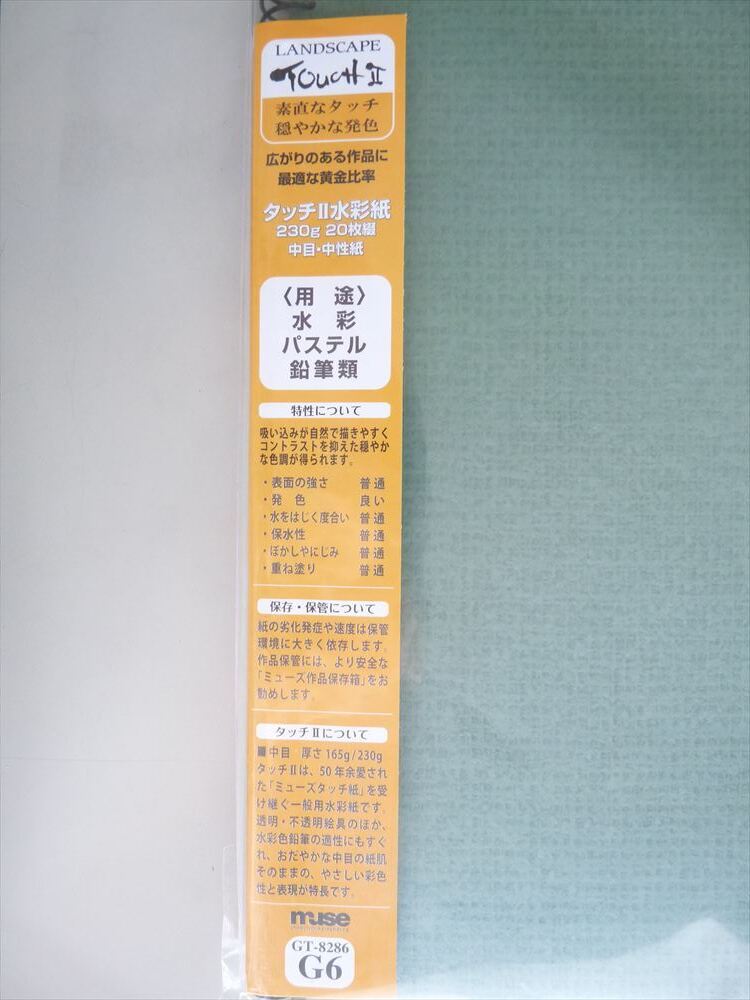 LANDSCAPE
TOUCH II
素直なタッチ
穏やかな発色
広がりのある作品に
最適な黄金比率
タッチⅡ水彩紙
230g 20枚綴
中目・中性紙
〈用 途〉
水 彩
パステル
鉛筆類
特性について
吸い込みが自然で描きやすく
コントラストを抑えた穏やか
な色調が得られます。
・表面の強さ 普通
・発 色 良い
・水をはじく度合い 普通
・保水性 普通
・ぼかしやにじみ 普通
・重ね塗り 普通
保存・保管について
紙の劣化発症や速度は保管
環境に大きく依存します。
作品保管には、より安全な
「ミューズ作品保存箱」をお
勧めします。
タッチⅡについて
■中目 厚さ165g/230g
タッチⅡは、50年余愛され
た「ミューズタッチ紙」を受
け継ぐ一般用水彩紙です。
透明・不透明絵具のほか、
水彩色鉛筆の適性にもすぐ
れ、おだやかな中目の紙肌
そのままの、やさしい彩色
性と表現が特長です。
muse
GT-8286
G6